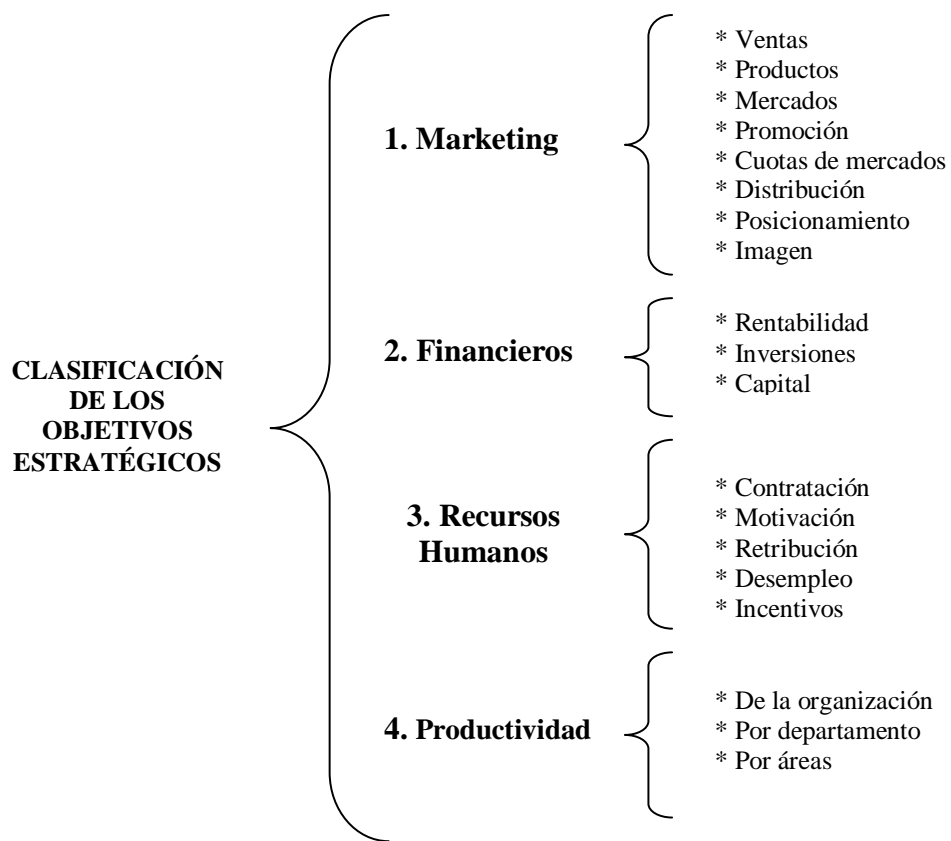 CLASIFICACIÓN
DE LOS
OBJETIVOS
ESTRATÉGICOS
1. Marketing
* Ventas
* Productos
* Mercados
* Promoción
* Cuotas de mercados
* Distribución
* Posicionamiento
* Imagen
2. Financieros
* Rentabilidad
* Inversiones
* Capital
3. Recursos
Humanos
* Contratación
* Motivación
* Retribución
* Desempleo
* Incentivos
4. Productividad
* De la organización
* Por departamento
* Por áreas